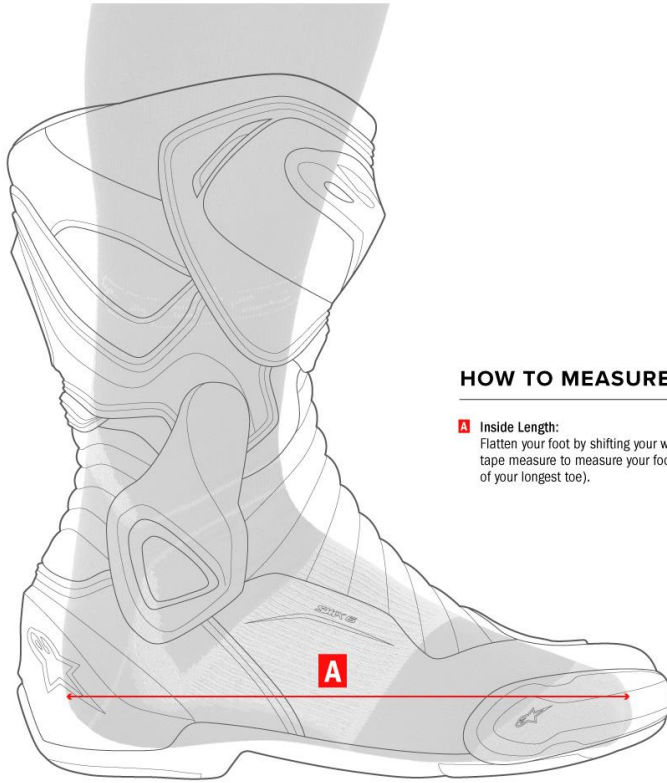 HOW TO MEASURE
A Inside Length:
Flatten your foot by shifting your
tape measure to measure your
of your longest toe).
SMX 6
A